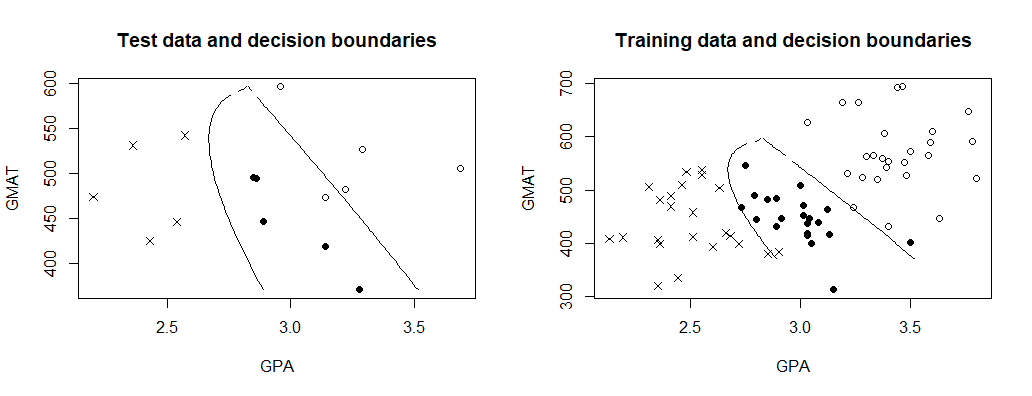 Test data and decision boundaries
GMAT
600
550
500
450
400
2.5 3.0 3.5
GPA
Training data and decision boundaries
GMAT
700
600
500
400
300
2.5 3.0 3.5
GPA